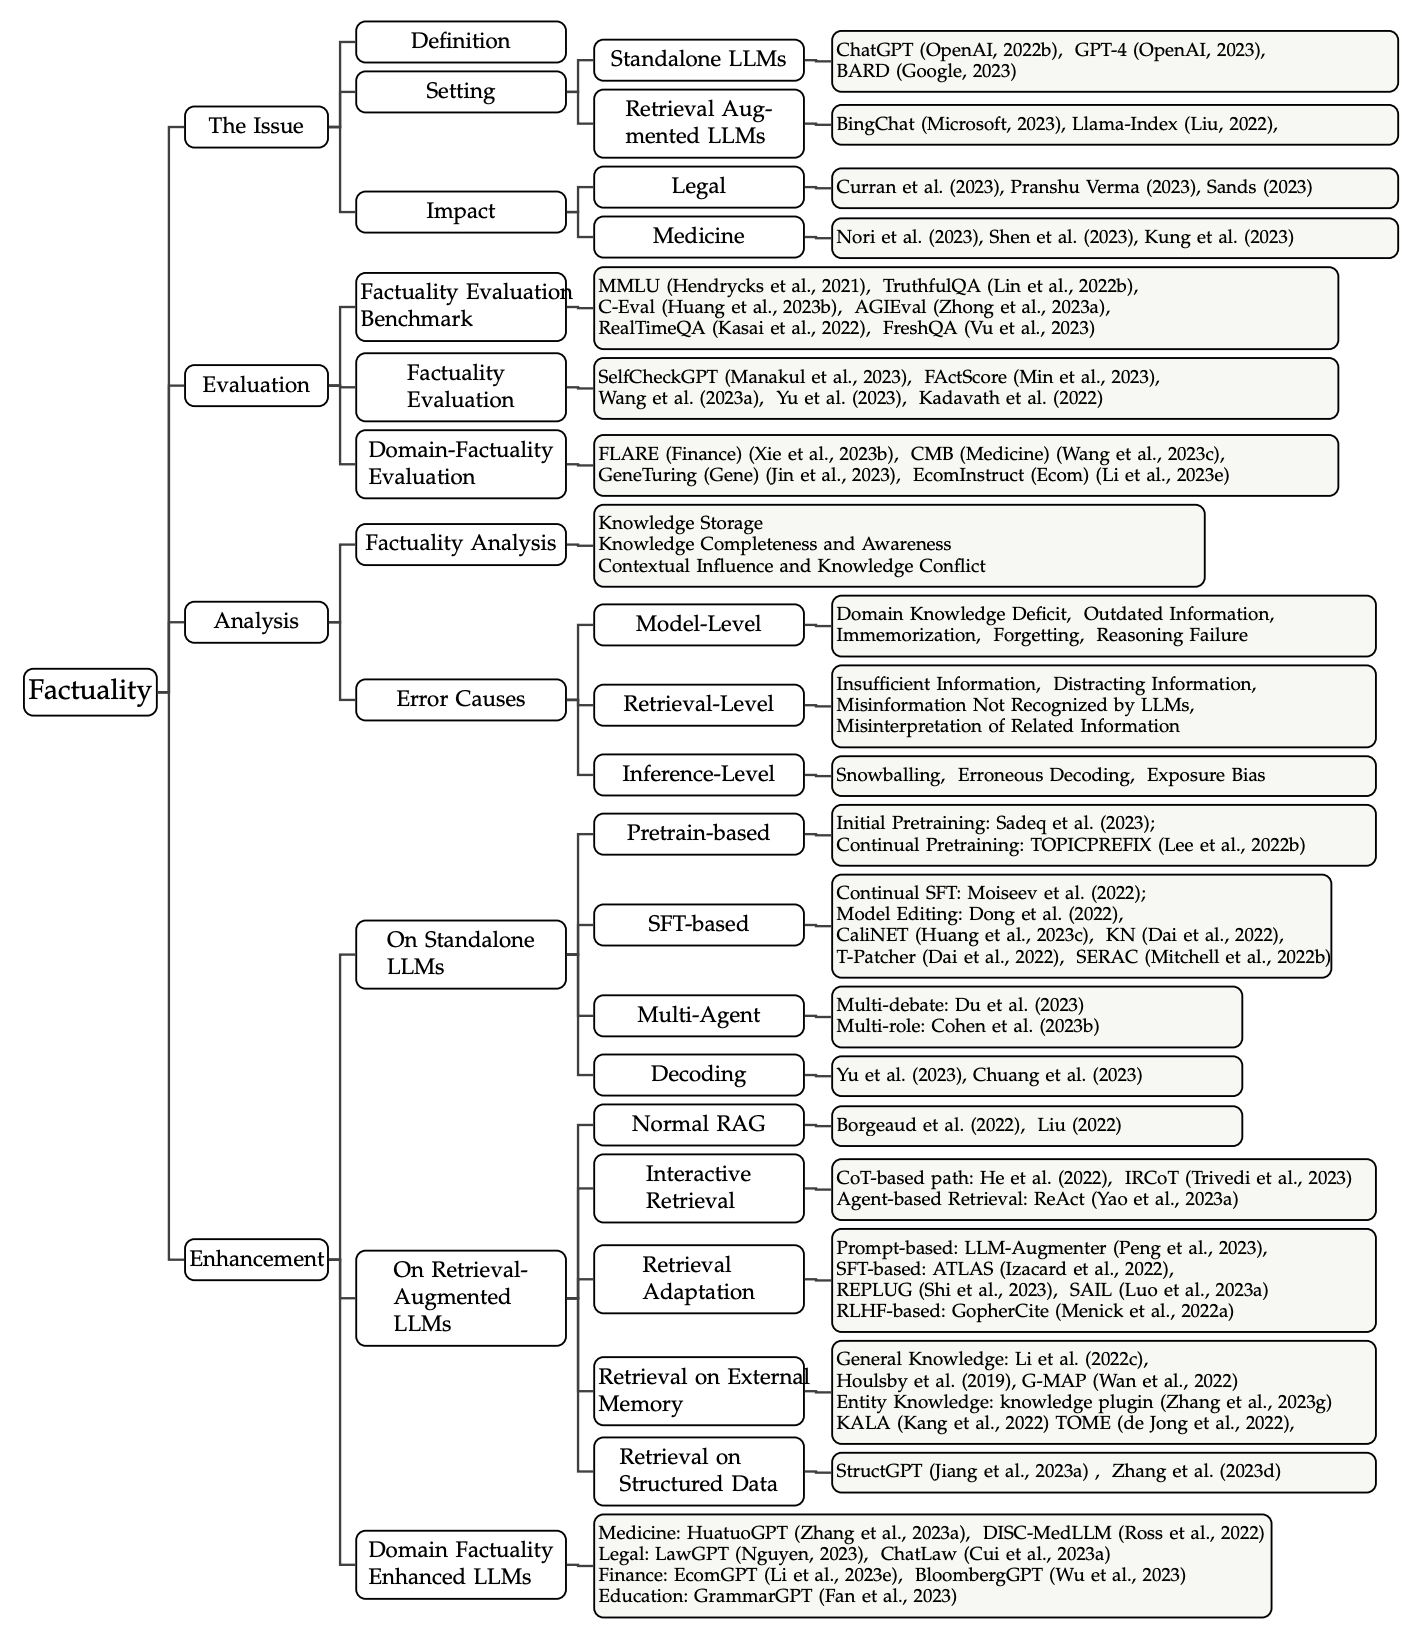 Factuality
The Issue
Definition
Setting
Standalone LLMs
ChatGPT (OpenAI, 2022b), GPT-4 (OpenAI, 2023),
BARD (Google, 2023)
Retrieval Aug-
mented LLMs
BingChat (Microsoft, 2023), Llama-Index (Liu, 2022),
Impact
Legal
Curran et al. (2023), Pranshu Verma (2023), Sands (2023)
Medicine
Nori et al. (2023), Shen et al. (2023), Kung et al. (2023)
Evaluation
Factuality Evaluation
Benchmark
MMLU (Hendrycks et al., 2021), TruthfulQA (Lin et al., 2022b),
C-Eval (Huang et al., 2023b), AGIEval (Zhong et al., 2023a),
RealTimeQA (Kasai et al., 2022), FreshQA (Vu et al., 2023)
Factuality
Evaluation
SelfCheckGPT (Manakul et al., 2023), FActScore (Min et al., 2023),
Wang et al. (2023a), Yu et al. (2023), Kadavath et al. (2022)
Domain-Factuality
Evaluation
FLARE (Finance) (Xie et al., 2023b), CMB (Medicine) (Wang et al., 2023c),
GeneTuring (Gene) (Jin et al., 2023), EcomInstruct (Ecom) (Li et al., 2023e)
Analysis
Factuality Analysis
Knowledge Storage
Knowledge Completeness and Awareness
Contextual Influence and Knowledge Conflict
Error Causes
Model-Level
Domain Knowledge Deficit, Outdated Information,
Immemorization, Forgetting, Reasoning Failure
Retrieval-Level
Insufficient Information, Distracting Information,
Misinformation Not Recognized by LLMs,
Misinterpretation of Related Information
Inference-Level
Snowballing, Erroneous Decoding, Exposure Bias
Enhancement
On Standalone
LLMs
Pretrain-based
Initial Pretraining: Sadeq et al. (2023);
Continual Pretraining: TOPICPREFIX (Lee et al., 2022b)
SFT-based
Continual SFT: Moiseev et al. (2022);
Model Editing: Dong et al. (2022),
CaliNET (Huang et al., 2023c), KN (Dai et al., 2022),
T-Patcher (Dai et al., 2022), SERAC (Mitchell et al., 2022b)
Multi-Agent
Multi-debate: Du et al. (2023)
Multi-role: Cohen et al. (2023b)
Decoding
Yu et al. (2023), Chuang et al. (2023)
On Retrieval-
Augmented
LLMs
Normal RAG
Borgeaud et al. (2022), Liu (2022)
Interactive
Retrieval
CoT-based path: He et al. (2022), IRCoT (Trivedi et al., 2023)
Agent-based Retrieval: ReAct (Yao et al., 2023a)
Retrieval
Adaptation
Prompt-based: LLM-Augmenter (Peng et al., 2023),
SFT-based: ATLAS (Izacard et al., 2022),
REPLUG (Shi et al., 2023), SAIL (Luo et al., 2023a)
RLHF-based: GopherCite (Menick et al., 2022a)
Retrieval on External
Memory
General Knowledge: Li et al. (2022c),
Houlsby et al. (2019), G-MAP (Wan et al., 2022)
Entity Knowledge: knowledge plugin (Zhang et al., 2023g)
KALA (Kang et al., 2022) TOME (de Jong et al., 2022),
Retrieval on
Structured Data
StructGPT (Jiang et al., 2023a) , Zhang et al. (2023d)
Domain Factuality
Enhanced LLMs
Medicine: HuatuoGPT (Zhang et al., 2023a), DISC-MedLLM (Ross et al., 2022)
Legal: LawGPT (Nguyen, 2023), ChatLaw (Cui et al., 2023a)
Finance: EcomGPT (Li et al., 2023e), BloombergGPT (Wu et al., 2023)
Education: GrammarGPT (Fan et al., 2023)